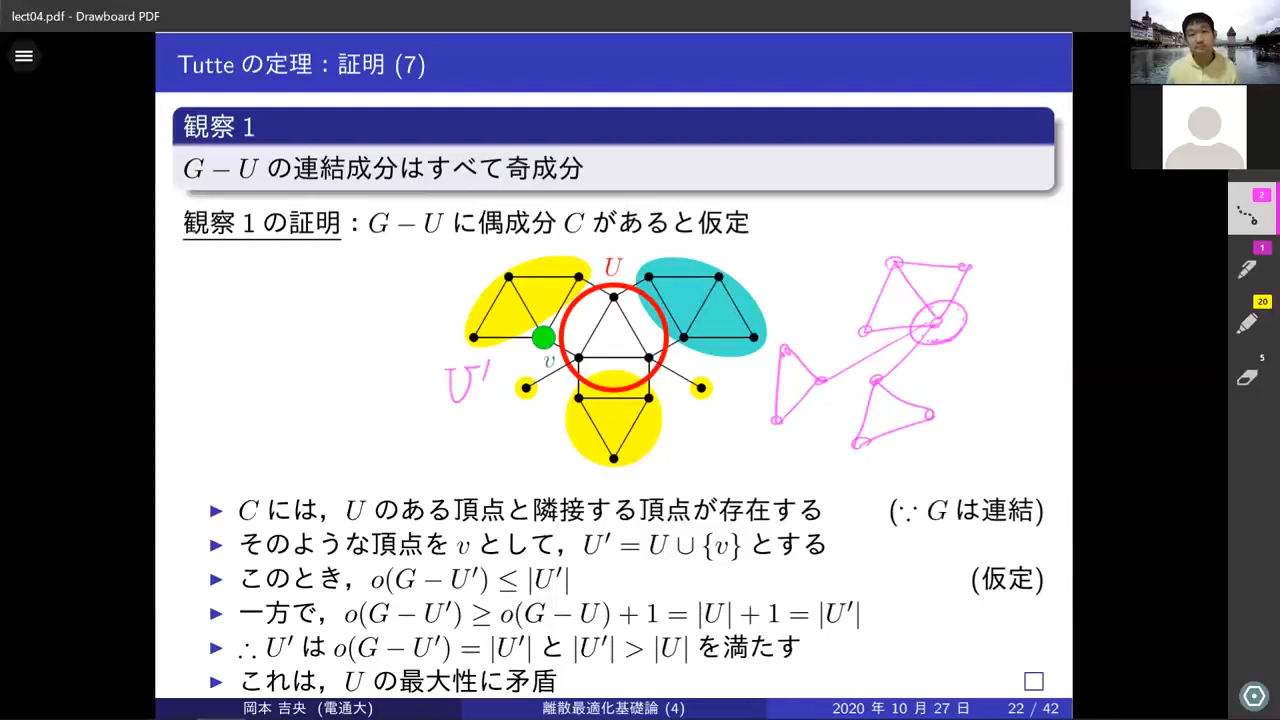 lect04.pdf - Drawboard PDF
Tutte の定理：証明 (7)
観察 1
G − U の連結成分はすべて奇成分
観察 1 の証明：G − U に偶成分 C があると仮定
U
v
U′
▶ C には，U のある頂点と隣接する頂点が存在する (∵ G は連結)
▶ そのような頂点を v として，U′ = U ∪ {v} とする
▶ このとき，o(G − U′) ≤ |U′| (仮定)
▶ 一方で，o(G − U′) ≥ o(G − U) + 1 = |U| + 1 = |U′|
▶ ∴ U′ は o(G − U′) = |U′| と |U′| > |U| を満たす
▶ これは，U の最大性に矛盾 □
岡本 吉央 (電通大) 離散最適化基礎論 (4) 2020 年 10 月 27 日 22 / 42
2
1
20
5